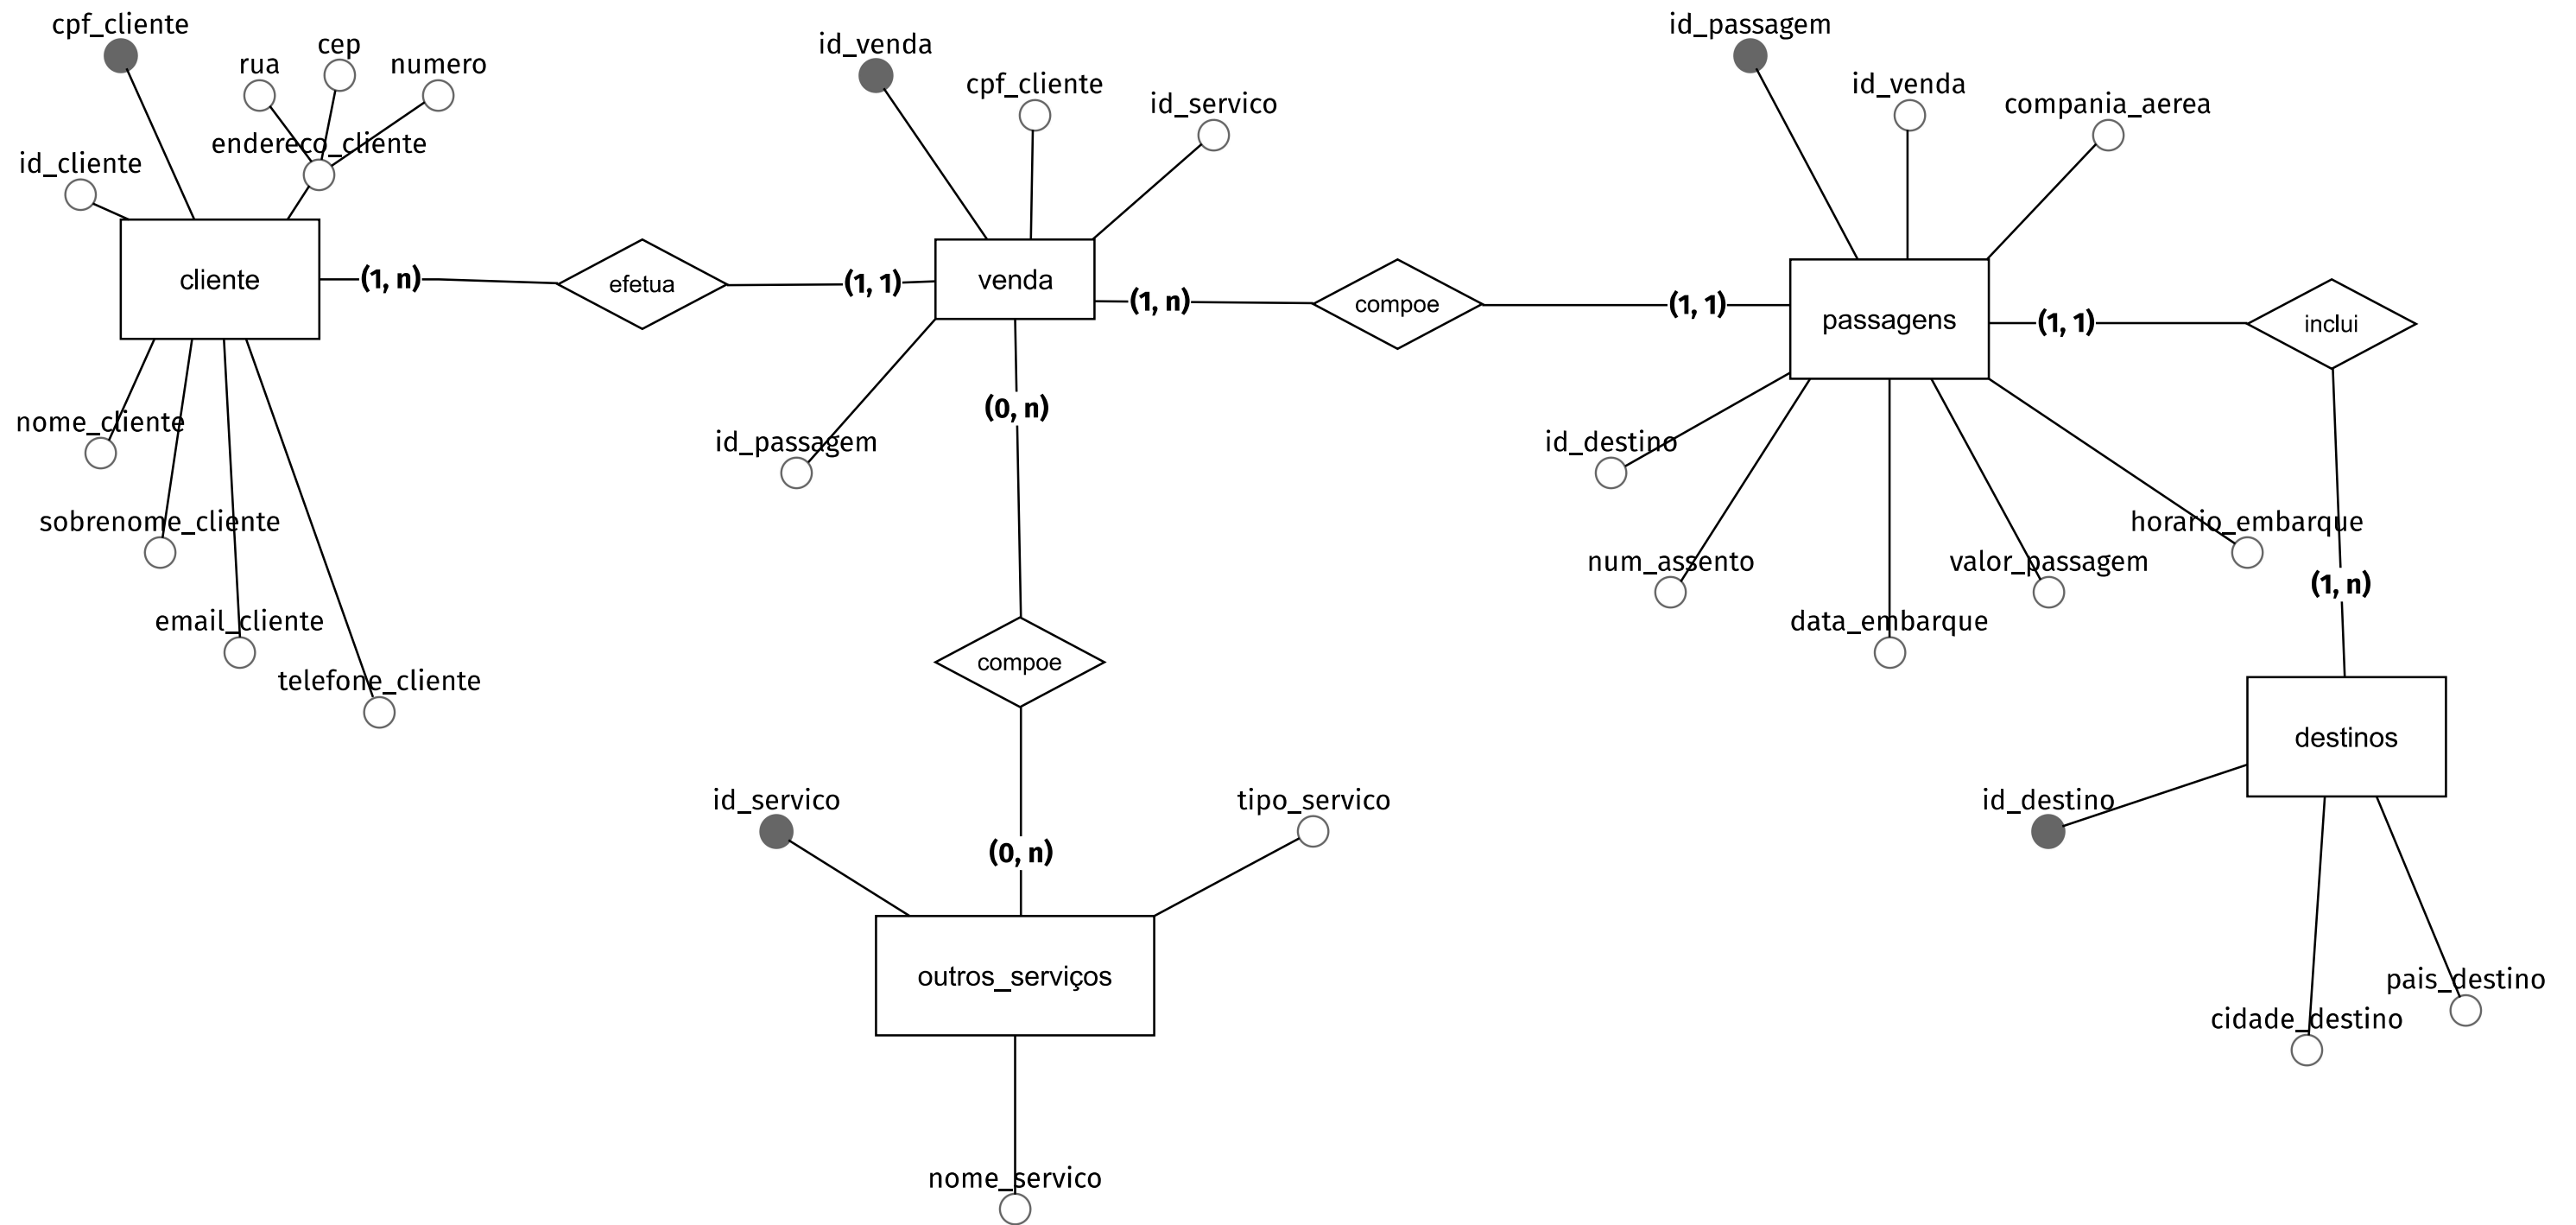 cpf_cliente
rua
cep
numero
endereco_cliente
id_cliente
cliente
nome_cliente
sobrenome_cliente
email_cliente
telefone_cliente
(1, n)
efetua
(1, 1)
id_venda
cpf_cliente
id_servico
venda
id_passagem
(1, n)
compoe
(1, 1)
(0, n)
compoe
(0, n)
id_servico
tipo_servico
outros_serviços
nome_servico
id_passagem
id_venda
compania_aerea
passagens
id_destino
num_assento
data_embarque
valor_passagem
horario_embarque
(1, 1)
inclui
(1, n)
destinos
id_destino
cidade_destino
pais_destino